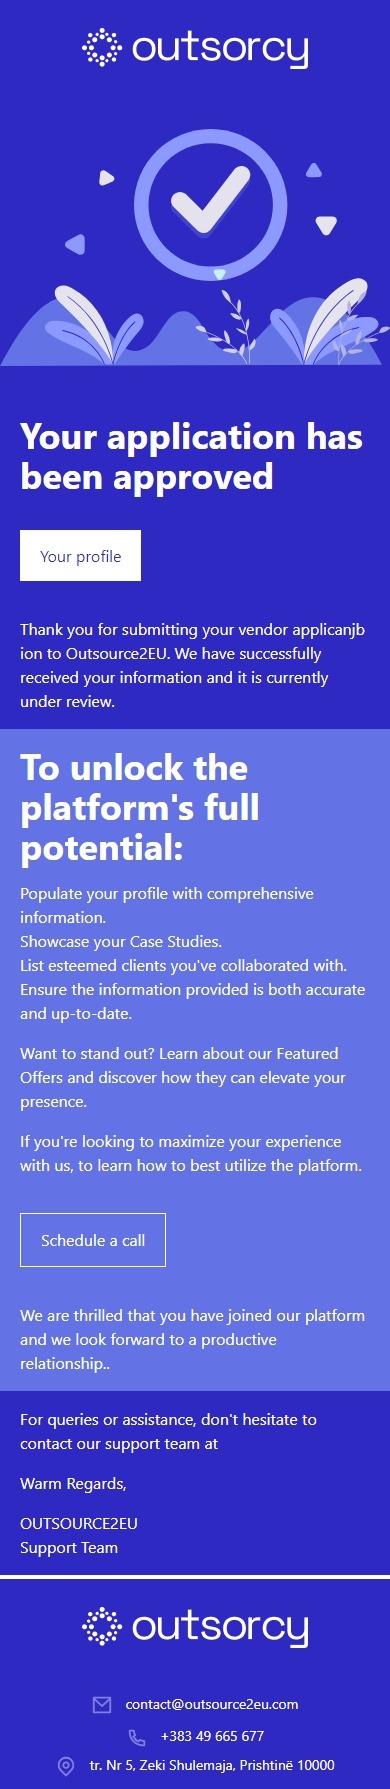 outsorcy
Your application has
been approved
Your profile
Thank you for submitting your vendor applicanjb
ion to Outsource2EU. We have successfully
received your information and it is currently
under review.
To unlock the
platform's full
potential:
Populate your profile with comprehensive
information.
Showcase your Case Studies.
List esteemed clients you've collaborated with.
Ensure the information provided is both accurate
and up-to-date.
Want to stand out? Learn about our Featured
Offers and discover how they can elevate your
presence.
If you're looking to maximize your experience
with us, to learn how to best utilize the platform.
Schedule a call
We are thrilled that you have joined our platform
and we look forward to a productive
relationship..
For queries or assistance, don't hesitate to
contact our support team at
Warm Regards,
OUTSOURCE2EU
Support Team
outsorcy
contact@outsource2eu.com
+383 49 665 677
tr. Nr 5, Zeki Shulemaja, Prishtinë 10000